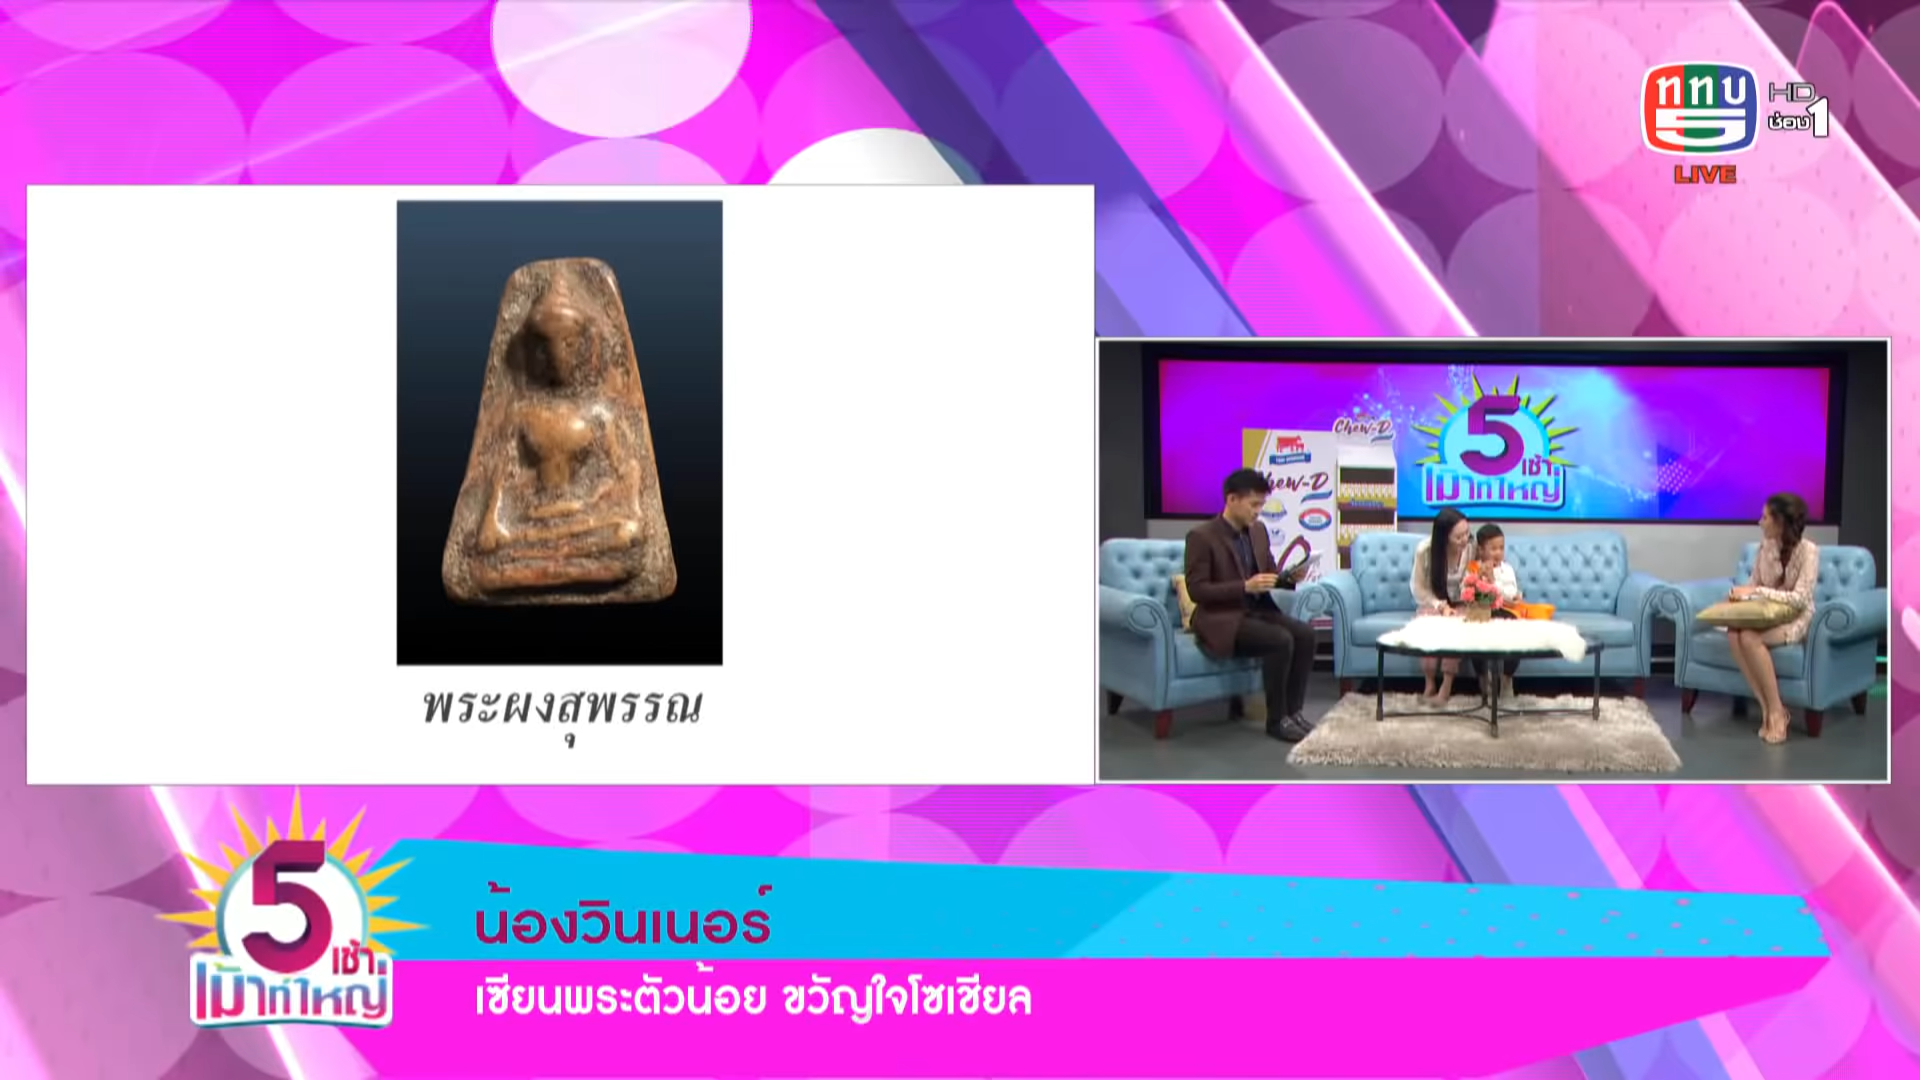 ททบ 5
HD
ช่อง 1
LIVE
พระผงสุพรรณ
Chew-D
Chew-D
5
เช้า
เม้าท์ใหญ่
5
เช้า
เม้าท์ใหญ่
น้องวินเนอร์
เซียนพระตัวน้อย ขวัญใจโซเชียล